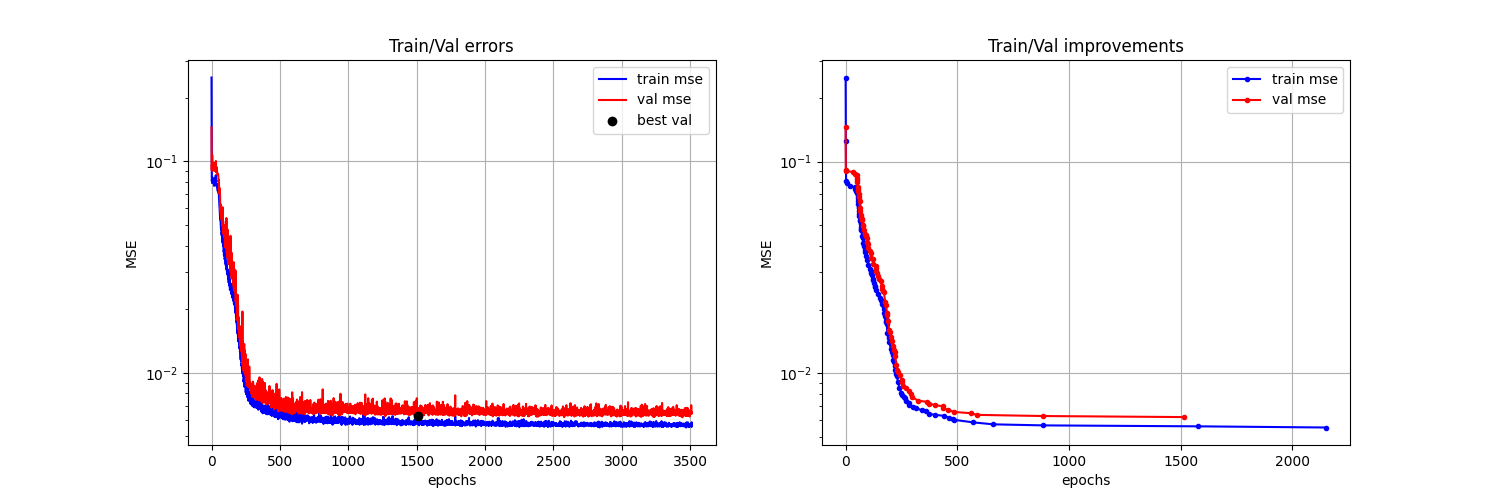 Train/Val errors
MSE
10⁻¹
10⁻²
train mse
val mse
best val
0 500 1000 1500 2000 2500 3000 3500
epochs
Train/Val improvements
MSE
10⁻¹
10⁻²
train mse
val mse
0 500 1000 1500 2000
epochs